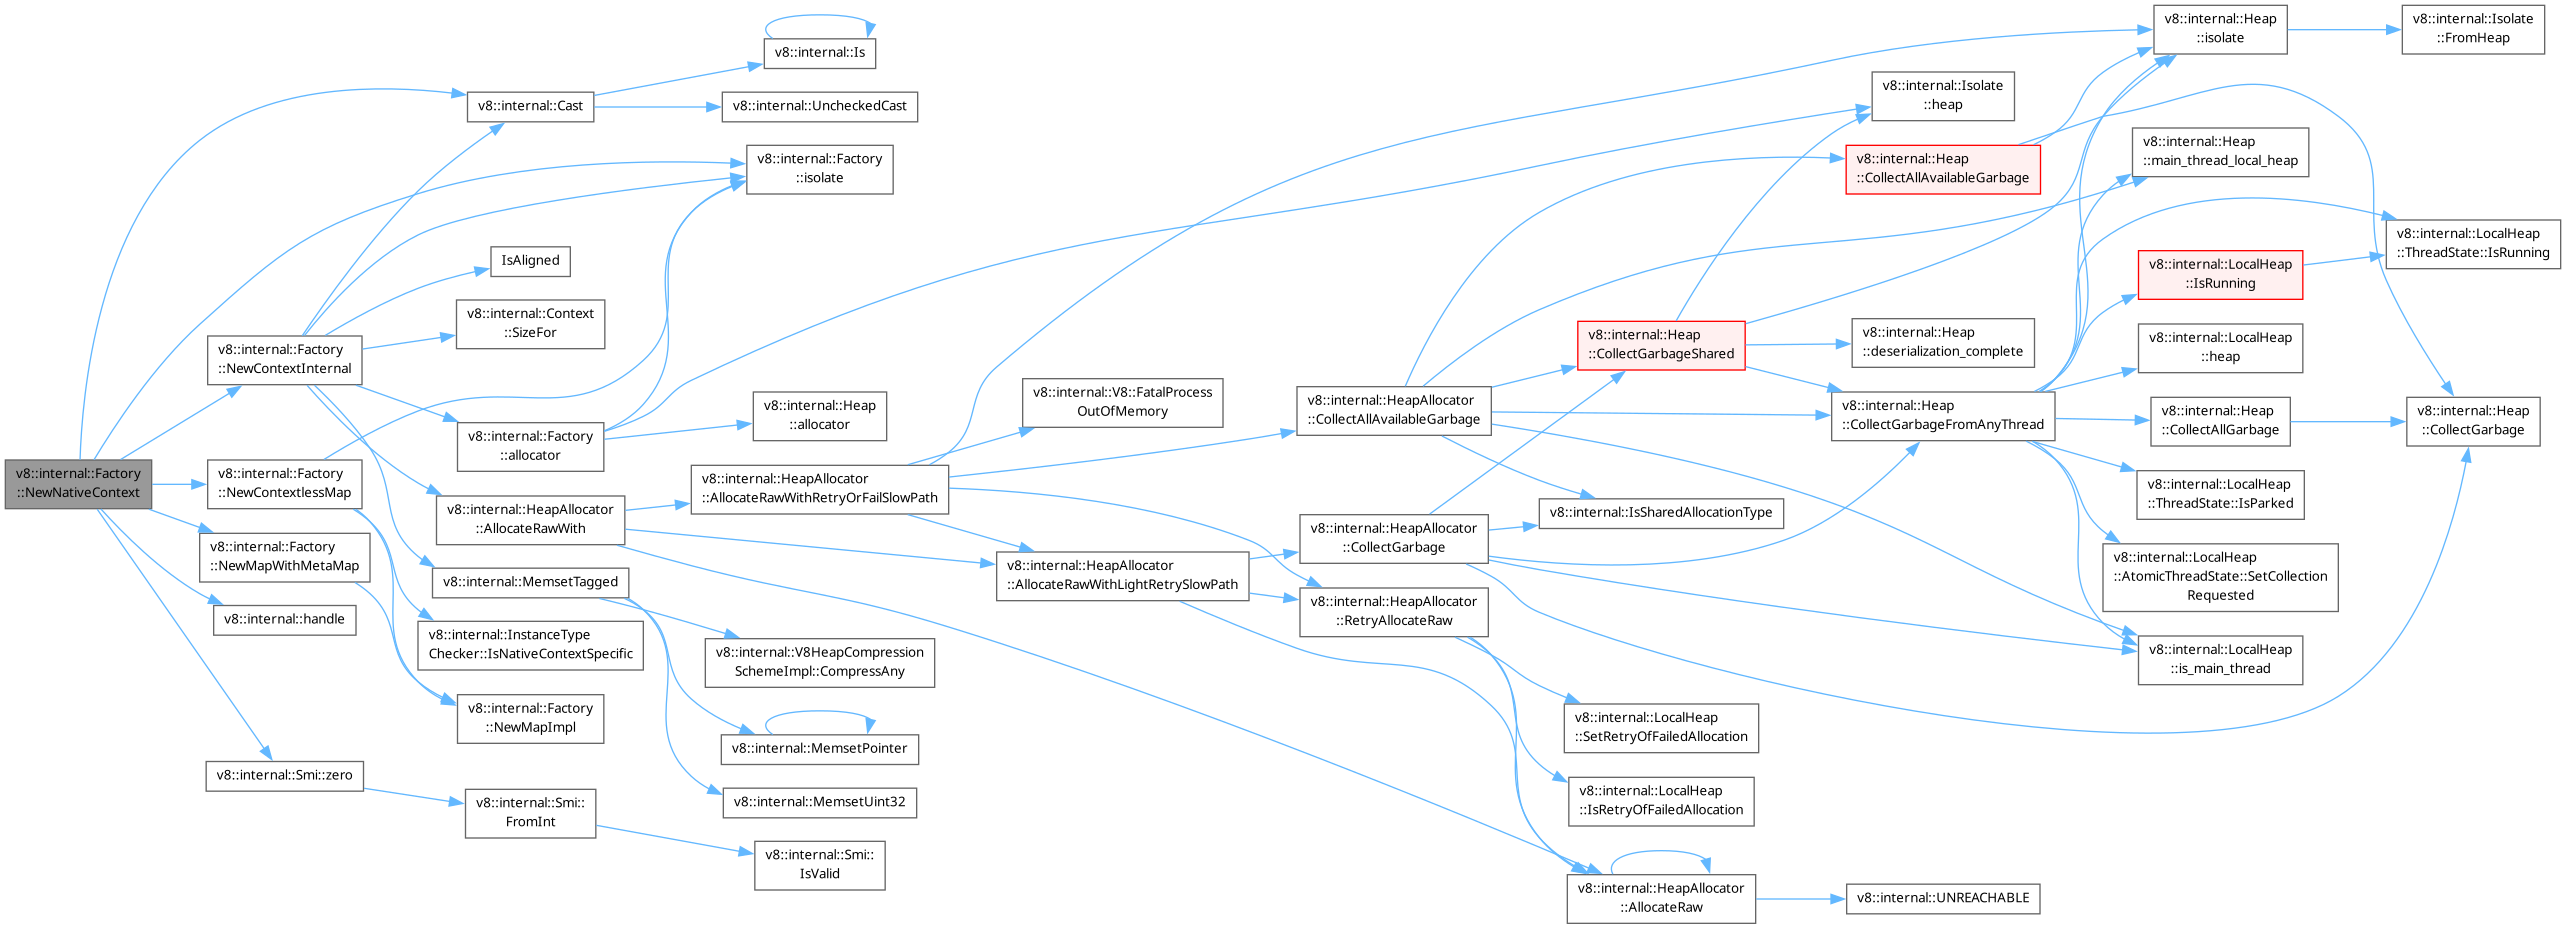 v8::internal::Factory
::NewNativeContext
v8::internal::Cast
v8::internal::Is
v8::internal::UncheckedCast
v8::internal::Factory
::isolate
v8::internal::Factory
::NewContextInternal
IsAligned
v8::internal::Context
::SizeFor
v8::internal::Factory
::allocator
v8::internal::Heap
::allocator
v8::internal::Isolate
::heap
v8::internal::HeapAllocator
::AllocateRawWith
v8::internal::HeapAllocator
::AllocateRawWithRetryOrFailSlowPath
v8::internal::V8::FatalProcess
OutOfMemory
v8::internal::Heap
::isolate
v8::internal::Isolate
::FromHeap
v8::internal::HeapAllocator
::CollectAllAvailableGarbage
v8::internal::Heap
::CollectAllAvailableGarbage
v8::internal::Heap
::CollectGarbage
v8::internal::Heap
::CollectGarbageShared
v8::internal::Heap
::deserialization_complete
v8::internal::Heap
::CollectGarbageFromAnyThread
v8::internal::Heap
::main_thread_local_heap
v8::internal::LocalHeap
::ThreadState::IsRunning
v8::internal::LocalHeap
::IsRunning
v8::internal::LocalHeap
::heap
v8::internal::Heap
::CollectAllGarbage
v8::internal::LocalHeap
::ThreadState::IsParked
v8::internal::LocalHeap
::AtomicThreadState::SetCollection
Requested
v8::internal::LocalHeap
::is_main_thread
v8::internal::IsSharedAllocationType
v8::internal::HeapAllocator
::AllocateRawWithLightRetrySlowPath
v8::internal::HeapAllocator
::CollectGarbage
v8::internal::HeapAllocator
::RetryAllocateRaw
v8::internal::LocalHeap
::SetRetryOfFailedAllocation
v8::internal::LocalHeap
::IsRetryOfFailedAllocation
v8::internal::HeapAllocator
::AllocateRaw
v8::internal::UNREACHABLE
v8::internal::MemsetTagged
v8::internal::V8HeapCompression
SchemeImpl::CompressAny
v8::internal::MemsetPointer
v8::internal::MemsetUint32
v8::internal::Factory
::NewContextlessMap
v8::internal::InstanceType
Checker::IsNativeContextSpecific
v8::internal::Factory
::NewMapImpl
v8::internal::Factory
::NewMapWithMetaMap
v8::internal::handle
v8::internal::Smi::zero
v8::internal::Smi::
FromInt
v8::internal::Smi::
IsValid